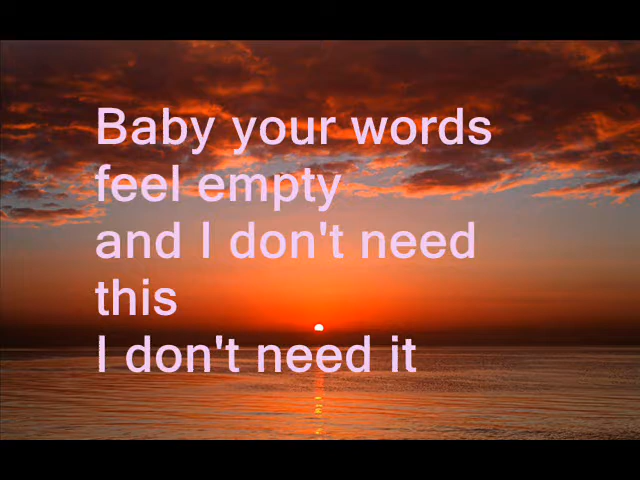 Baby your words
feel empty
and I don't need
this
I don't need it